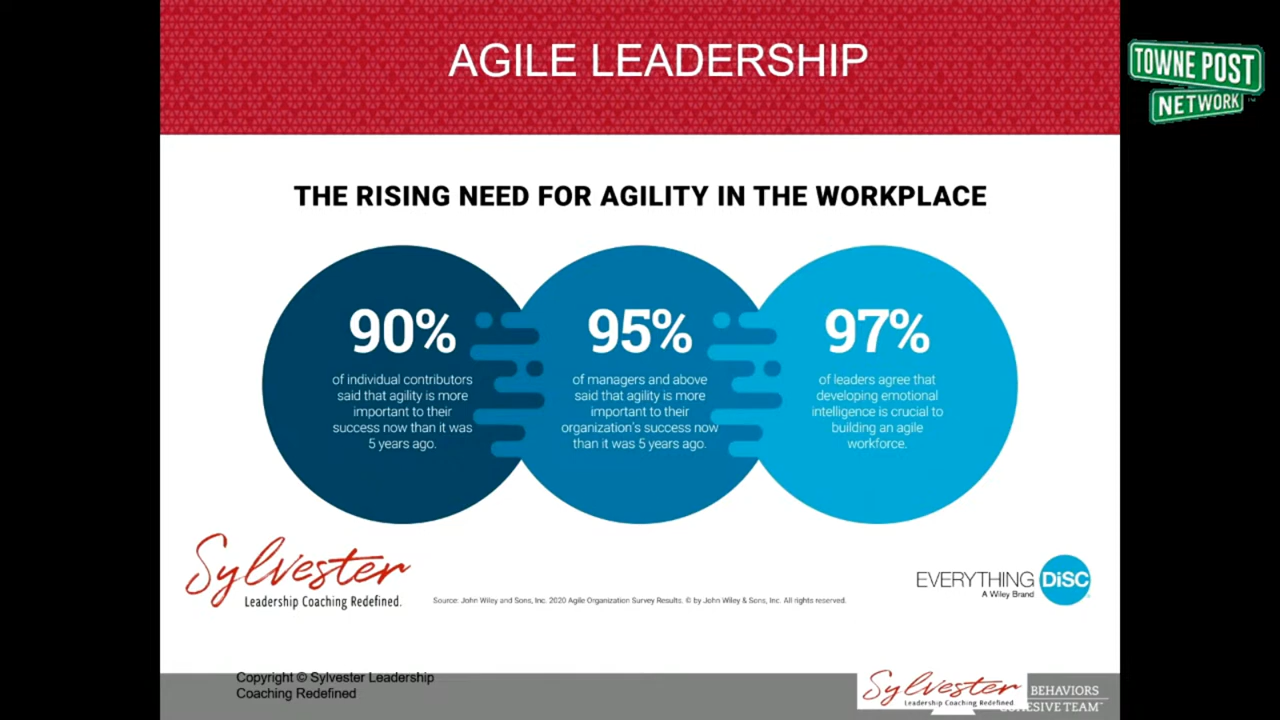 AGILE LEADERSHIP
TOWNE POST
NETWORK™
THE RISING NEED FOR AGILITY IN THE WORKPLACE
90%
of individual contributors
said that agility is more
important to their
success now than it was
5 years ago.
95%
of managers and above
said that agility is more
important to their
organization's success now
than it was 5 years ago.
97%
of leaders agree that
developing emotional
intelligence is crucial to
building an agile
workforce.
Sylvester
Leadership Coaching Redefined.
Source: John Wiley and Sons, Inc. 2020 Agile Organization Survey Results. © by John Wiley & Sons, Inc. All rights reserved.
EVERYTHING DiSC
A Wiley Brand
Copyright © Sylvester Leadership
Coaching Redefined
Sylvester
Leadership Coaching Redefined.
BEHAVIORS
TEAM™